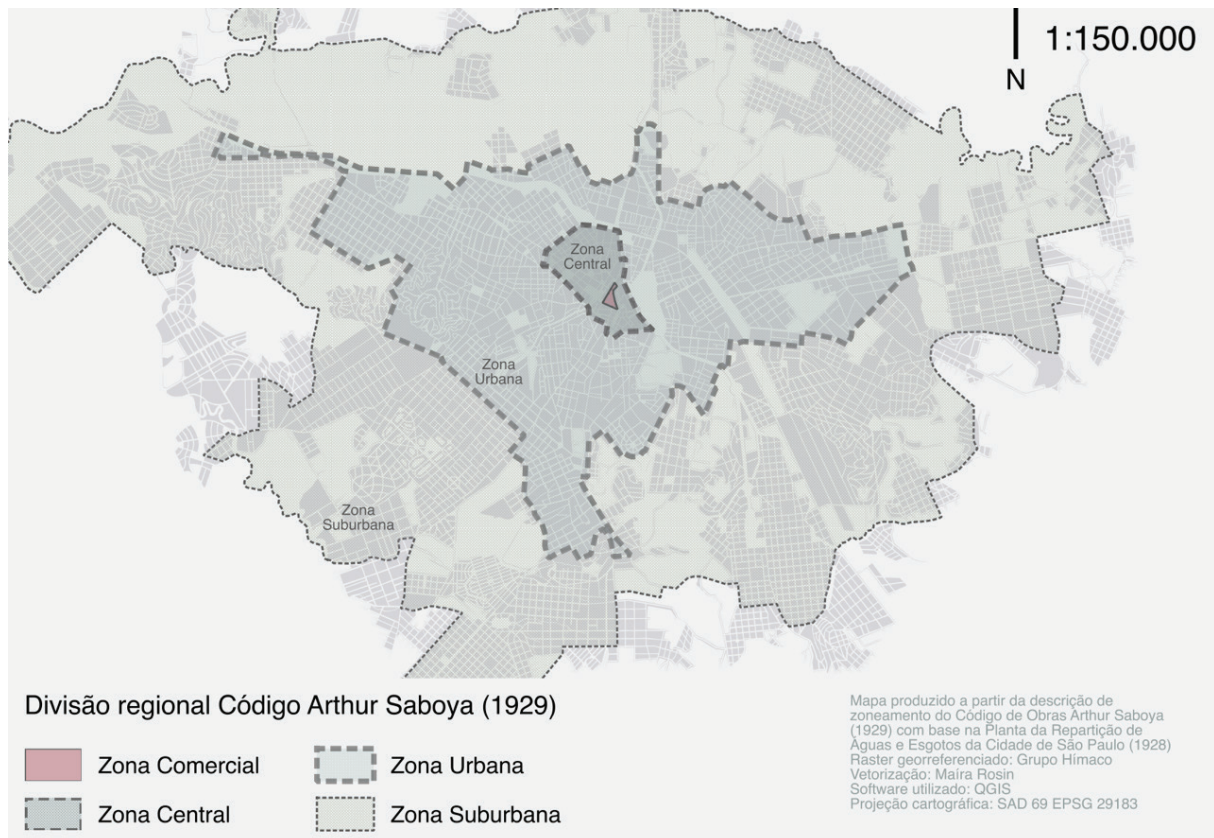 1:150.000
N
Zona
Central
Zona
Urbana
Zona
Suburbana
Divisão regional Código Arthur Saboya (1929)
Zona Comercial
Zona Urbana
Zona Central
Zona Suburbana
Mapa produzido a partir da descrição de
zoneamento do Código de Obras Arthur Saboya
(1929) com base na Planta da Repartição de
Águas e Esgotos da Cidade de São Paulo (1928)
Raster georreferenciado: Grupo Hímaco
Vetorização: Maíra Rosin
Software utilizado: QGIS
Projeção cartográfica: SAD 69 EPSG 29183